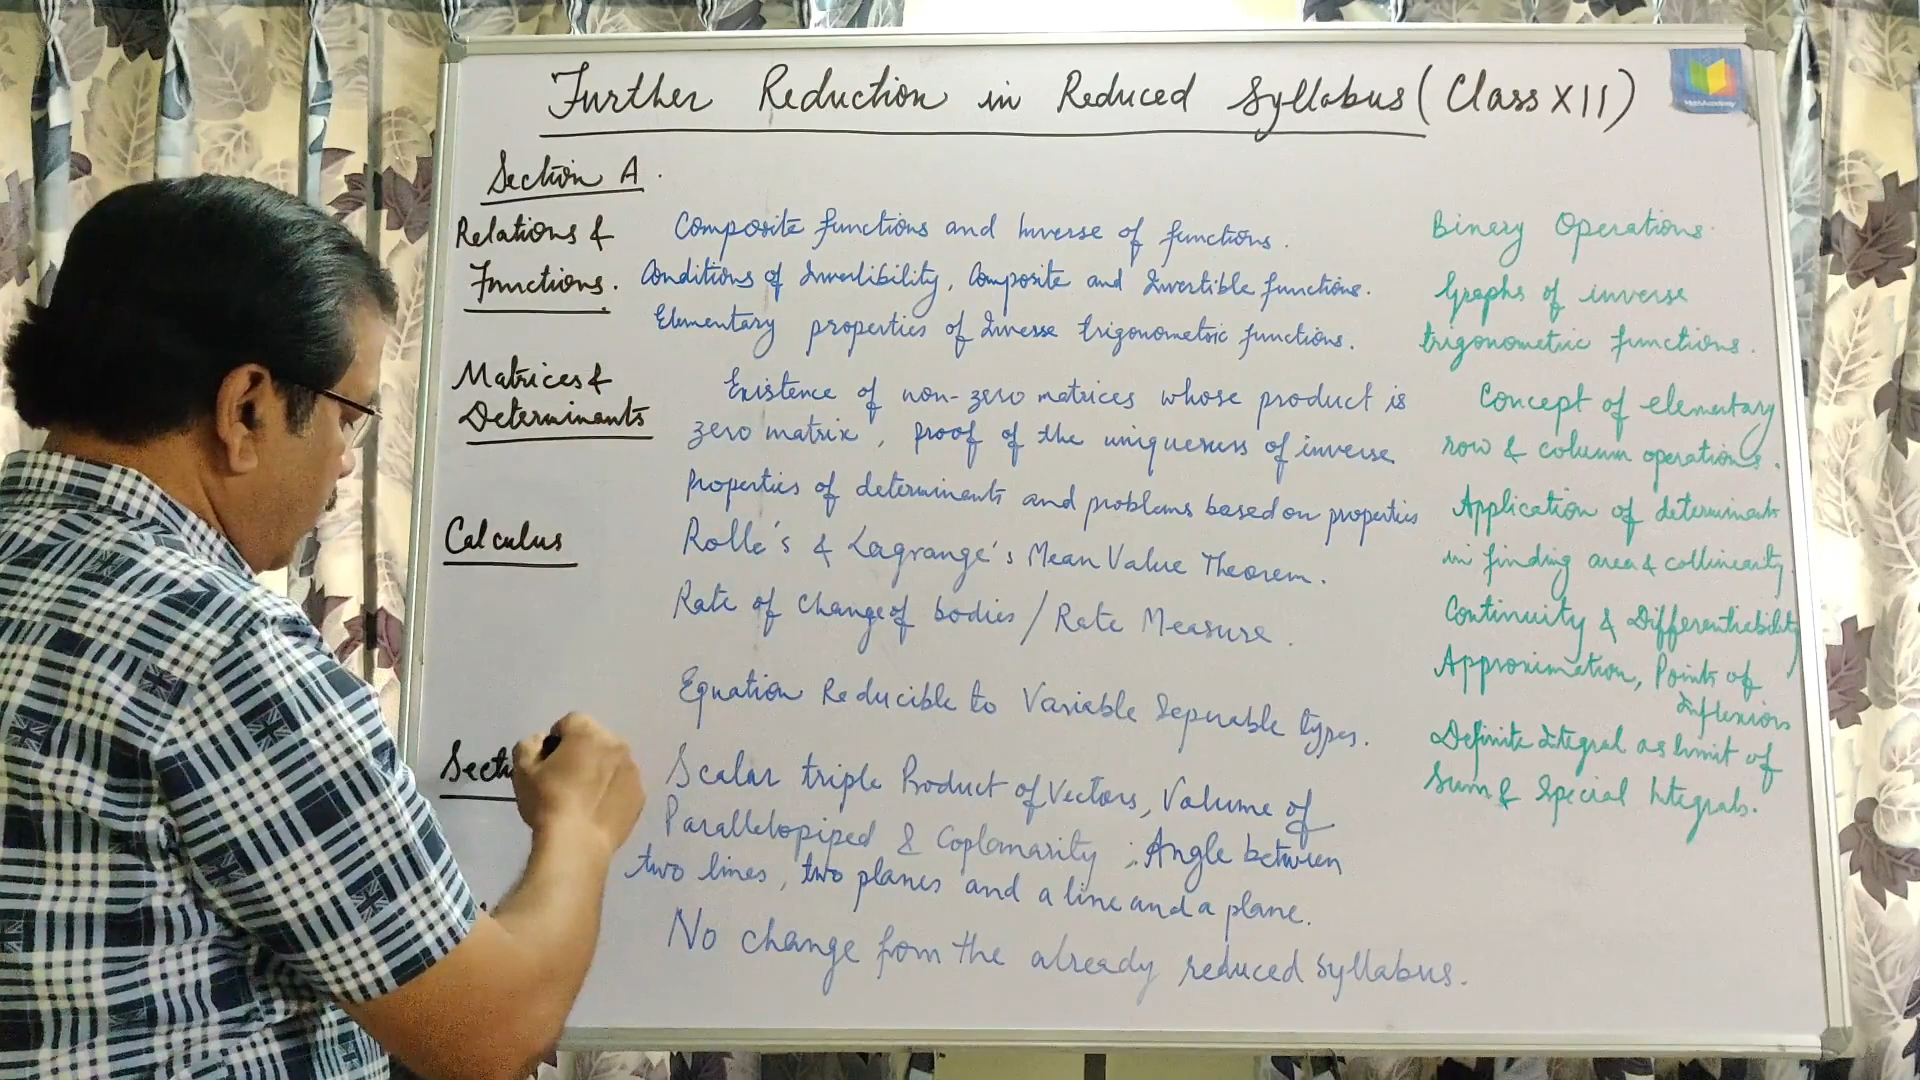 Further Reduction in Reduced Syllabus (Class XII)
MathAcademy
Section A.
Relations &
Functions.
Composite functions and Inverse of functions.
Conditions of Invertibility, Composite and Invertible functions.
Elementary properties of Inverse trigonometric functions.
Binary Operations.
Graphs of inverse
trigonometric functions.
Matrices &
Determinants
Existence of non-zero matrices whose product is
zero matrix, proof of the uniqueness of inverse
Properties of determinants and problems based on properties
Concept of elementary
row & column operations.
Application of determinants
in finding area & collinearity.
Calculus
Rolle's & Lagrange's Mean Value Theorem.
Rate of Change of bodies / Rate Measure.
Equation Reducible to Variable Seperable types.
Continuity & Differentiability
Approximation, Points of
Inflexions
Definite Integral as limit of
Sum & Special Integrals.
Secti
Scalar triple Product of Vectors, Volume of
Parallelopiped & Coplanarity ; Angle between
two lines, two planes and a line and a plane.
No change from the already reduced syllabus.